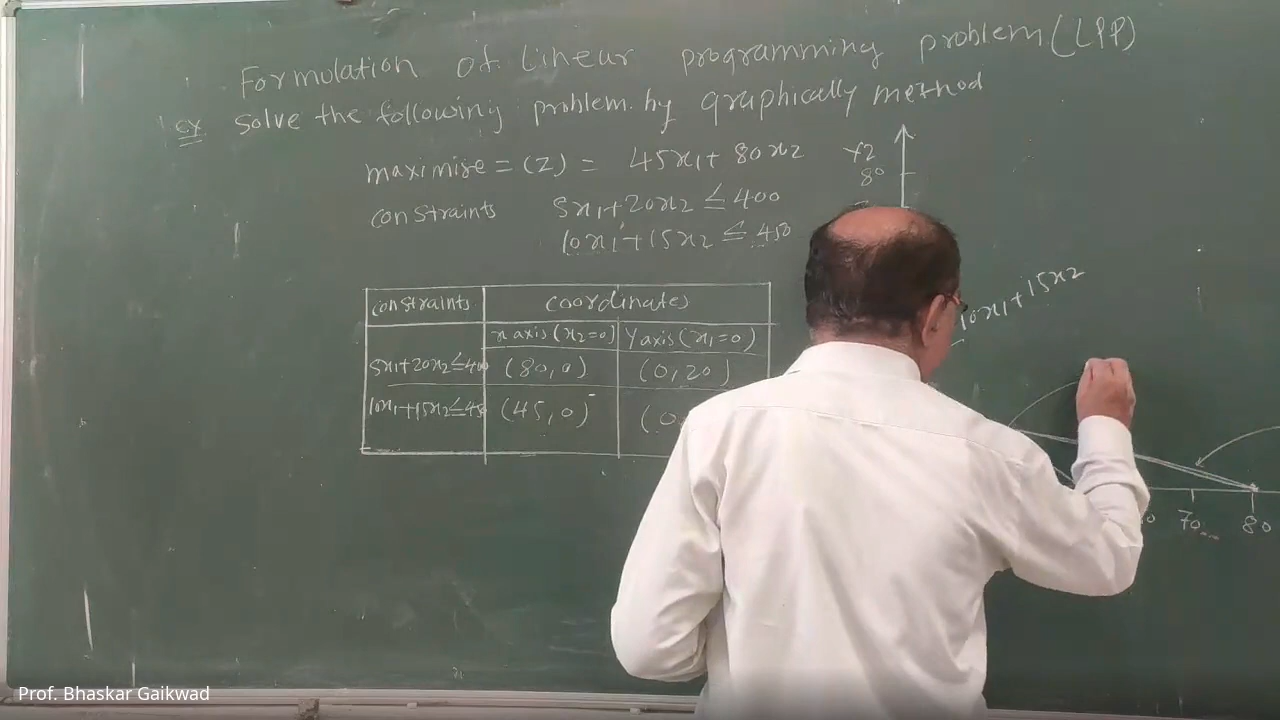 Formulation of Linear programming problem (LPP)
ex solve the following problem by graphically method
maximise = (Z) = 45x1 + 80x2
constraints 5x1+20x2 ≤ 400
10x1+15x2 ≤ 450
constraints coordinates
x axis (x2=0) Y axis (x1=0)
5x1+20x2≤400 (80,0) (0,20)
10x1+15x2≤45 (45,0) (0,
x2
80
10x1+15x2
70 80
Prof. Bhaskar Gaikwad